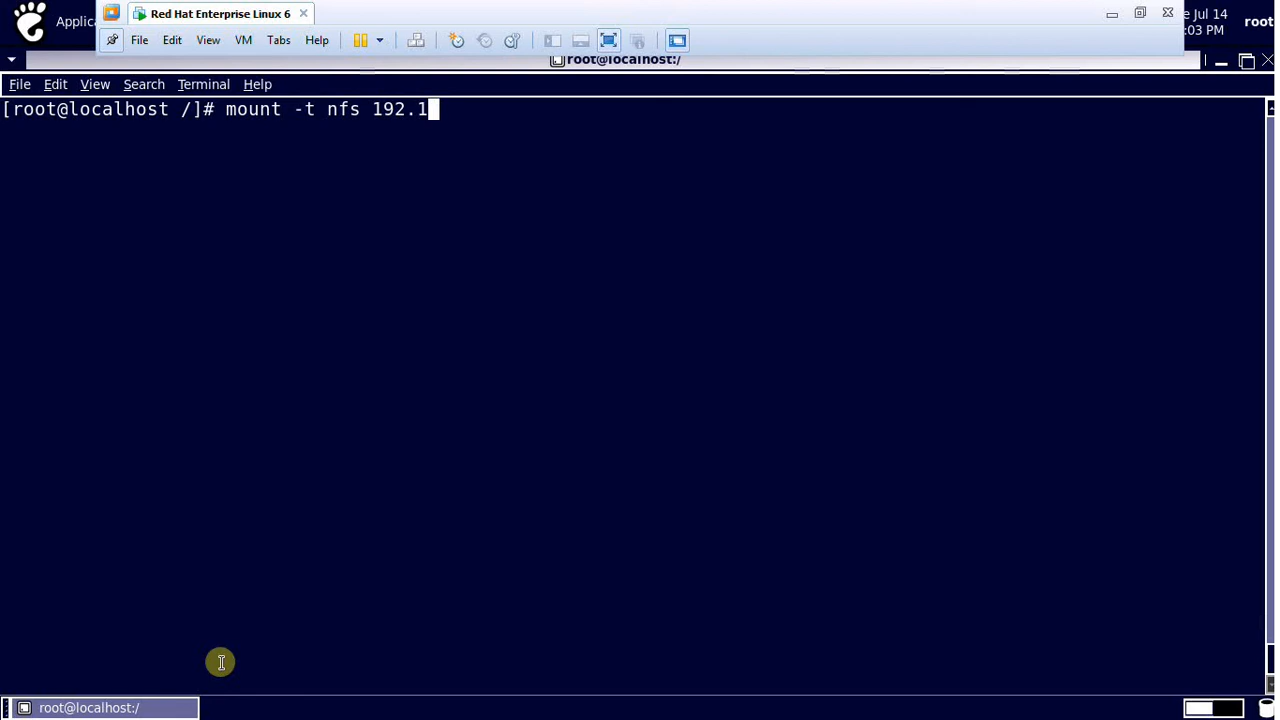 Applica
Red Hat Enterprise Linux 6
e Jul 14
:03 PM
root
File Edit View VM Tabs Help
root@localhost:/
File Edit View Search Terminal Help
[root@localhost /]# mount -t nfs 192.1
root@localhost:/